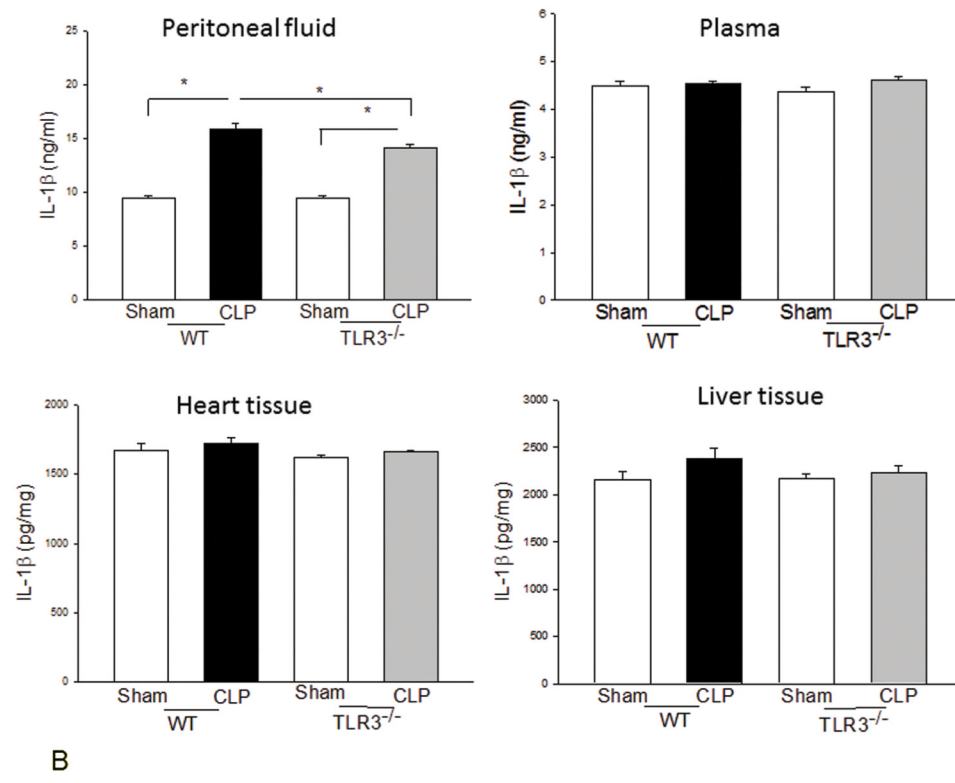 Peritoneal fluid
IL-1β (ng/ml)
25
20
15
10
5
0
*
*
*
Sham CLP Sham CLP
WT TLR3-/-
Plasma
IL-1β (ng/ml)
6
5
4
3
2
1
0
Sham CLP Sham CLP
WT TLR3-/-
Heart tissue
IL-1β (pg/mg)
2000
1500
1000
500
0
Sham CLP Sham CLP
WT TLR3-/-
Liver tissue
IL-1β (pg/mg)
3000
2500
2000
1500
1000
500
0
Sham CLP Sham CLP
WT TLR3-/-
B